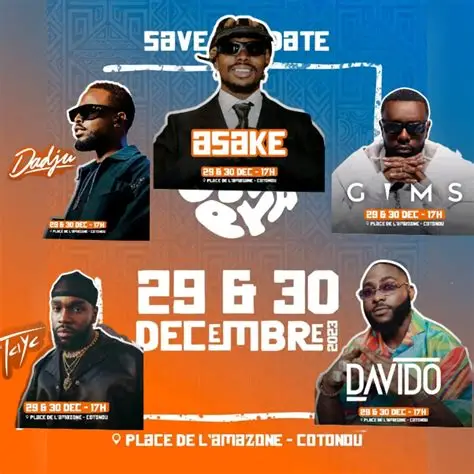 SAVE DATE
ASAKE
29 & 30 DEC - 17H
PLACE DE L'AMAZONE - COTONOU
Dadju
29 & 30 DEC - 17H
PLACE DE L'AMAZONE - COTONOU
GIMS
29 & 30 DEC - 17H
PLACE DE L'AMAZONE - COTONOU
29 & 30
DECEMBRE
2023
Tayc
29 & 30 DEC - 17H
PLACE DE L'AMAZONE - COTONOU
DAVIDO
29 & 30 DEC - 17H
PLACE DE L'AMAZONE - COTONOU
PLACE DE L'AMAZONE - COTONOU